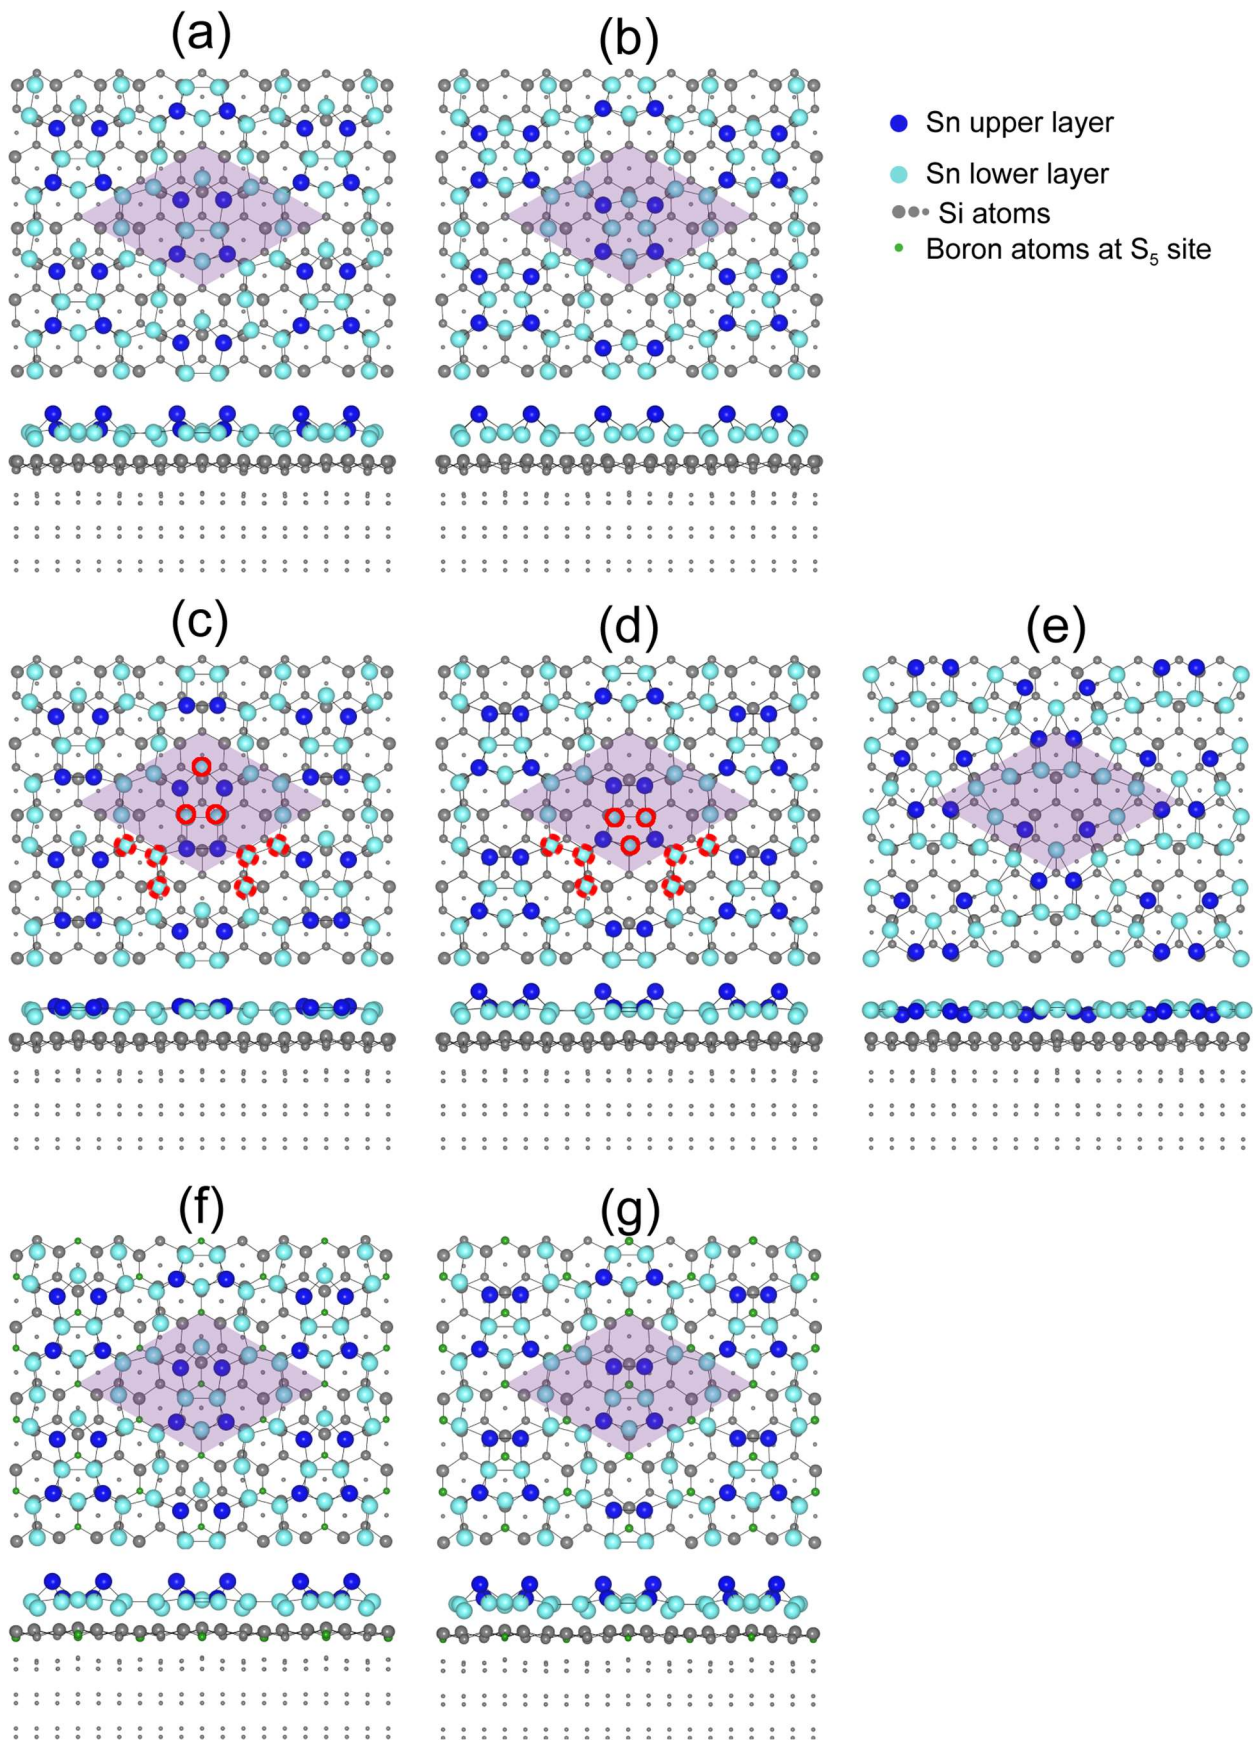 (a)
(b)
Sn upper layer
Sn lower layer
Si atoms
Boron atoms at S5 site
(c)
(d)
(e)
(f)
(g)